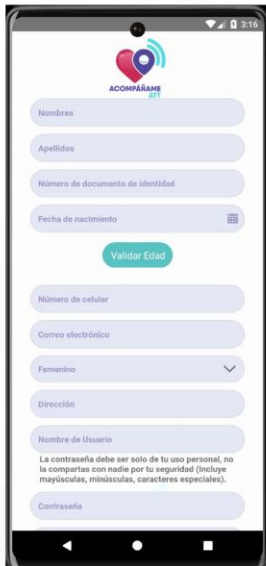 3:16
ACOMPÁÑAME
ATT
Nombres
Apellidos
Número de documento de identidad
Fecha de nacimiento
Validar Edad
Número de celular
Correo electrónico
Femenino
Dirección
Nombre de Usuario
La contraseña debe ser solo de tu uso personal, no
la compartas con nadie por tu seguridad (Incluye
mayúsculas, minúsculas, caracteres especiales).
Contraseña